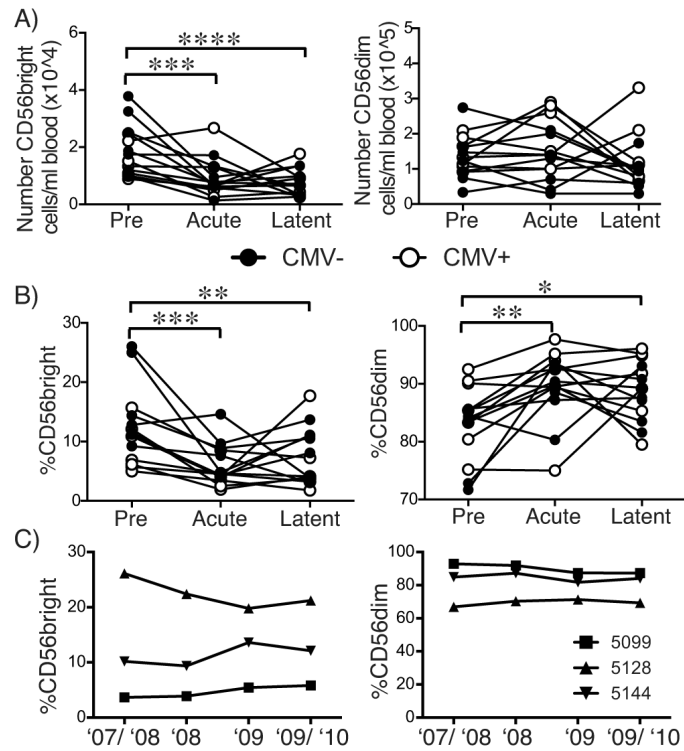 A)
Number CD56bright
cells/ml blood (x10^4)
6
4
2
0
****
***
Pre Acute Latent
Number CD56dim
cells/ml blood (x10^5)
5
4
3
2
1
0
Pre Acute Latent
CMV- CMV+
B)
%CD56bright
30
20
10
0
**
***
Pre Acute Latent
%CD56dim
100
90
80
70
*
**
Pre Acute Latent
C)
%CD56bright
30
20
10
0
‘07/ ‘08 ‘08 ‘09 ‘09/ ‘10
%CD56dim
100
80
60
40
20
0
5099
5128
5144
‘07/ ‘08 ‘08 ‘09 ‘09/ ‘10